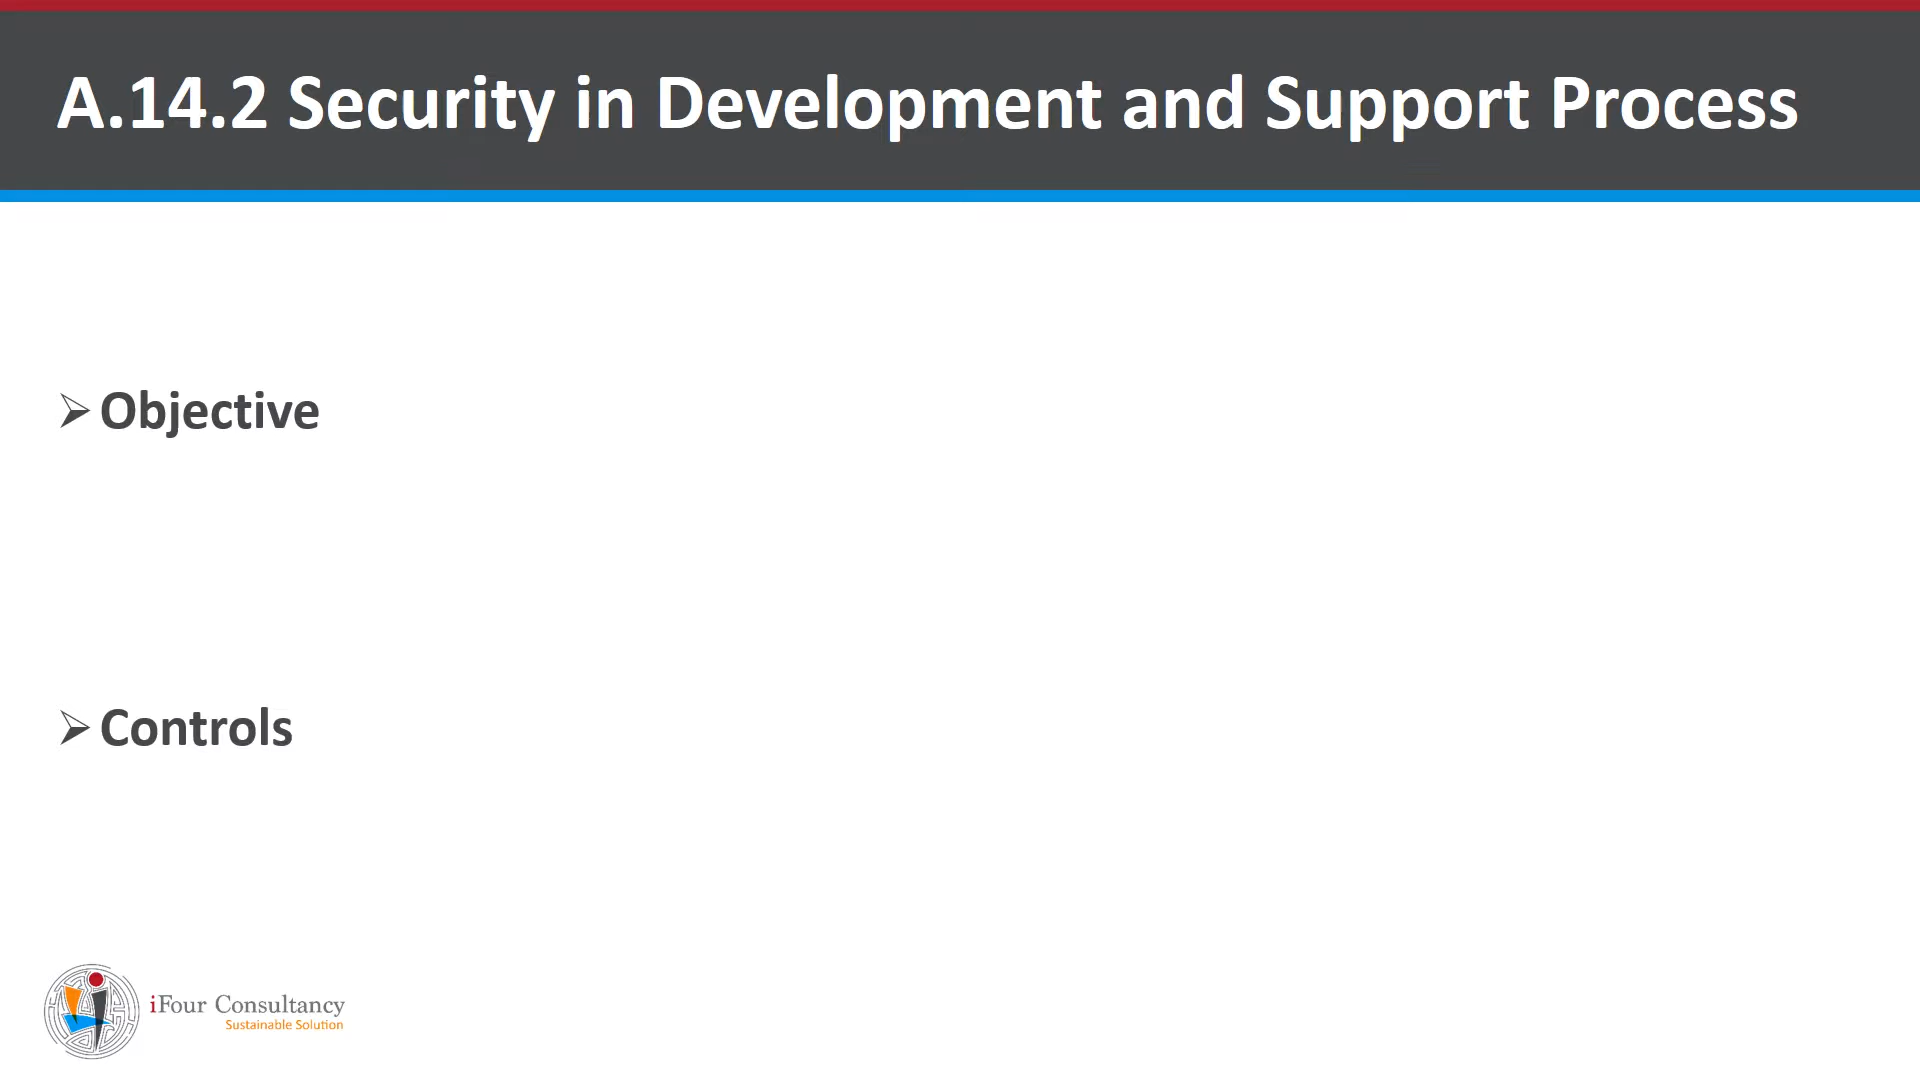 A.14.2 Security in Development and Support Process
Objective
Controls
iFour Consultancy
Sustainable Solution